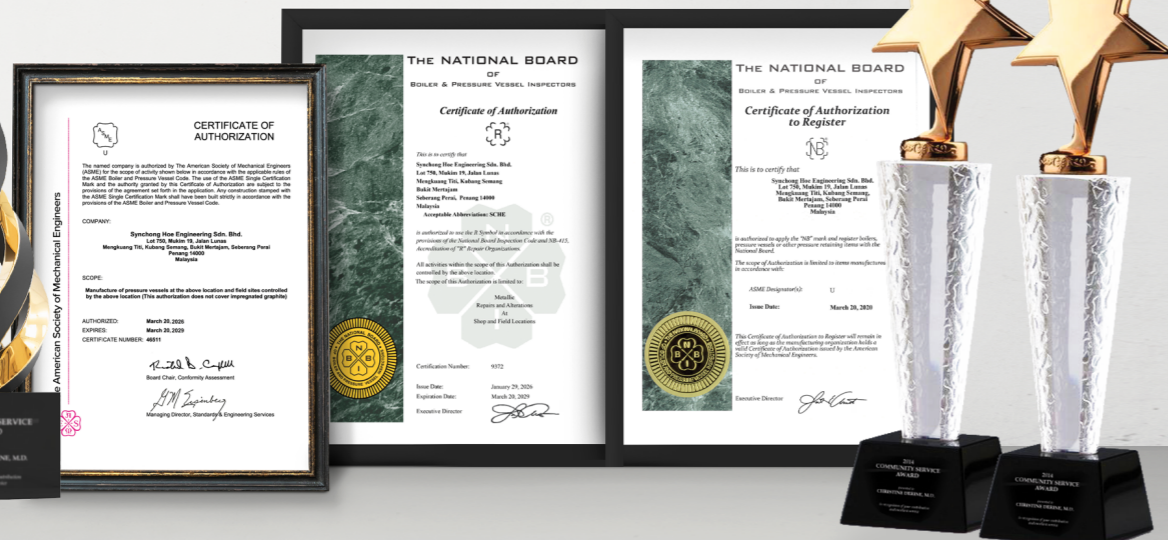 ASME
U
CERTIFICATE OF
AUTHORIZATION
The named company is authorized by The American Society of Mechanical Engineers
(ASME) for the scope of activity shown below in accordance with the applicable rules of
the ASME Boiler and Pressure Vessel Code. The use of the ASME Single Certification
Mark and the authority granted by this Certificate of Authorization are subject to the
provisions of the agreement set forth in the application. Any construction stamped with
the ASME Single Certification Mark shall have been built strictly in accordance with the
provisions of the ASME Boiler and Pressure Vessel Code.
COMPANY:
Synchong Hoe Engineering Sdn. Bhd.
Lot 750, Mukim 19, Jalan Lunas
Mengkuang Titi, Kubang Semang, Bukit Mertajam, Seberang Perai
Penang 14000
Malaysia
SCOPE:
Manufacture of pressure vessels at the above location and field sites controlled
by the above location (This authorization does not cover impregnated graphite)
AUTHORIZED: March 20, 2026
EXPIRES: March 20, 2029
CERTIFICATE NUMBER: 46511
Board Chair, Conformity Assessment
Managing Director, Standards & Engineering Services
American Society of Mechanical Engineers
THE NATIONAL BOARD
OF
BOILER & PRESSURE VESSEL INSPECTORS
Certificate of Authorization
R
This is to certify that
Synchong Hoe Engineering Sdn. Bhd.
Lot 750, Mukim 19, Jalan Lunas
Mengkuang Titi, Kubang Semang
Bukit Mertajam
Seberang Perai, Penang 14000
Malaysia
Acceptable Abbreviation: SCHE
is authorized to use the R Symbol in accordance with the
provisions of the National Board Inspection Code and NB-415,
Accreditation of "R" Repair Organizations.
All activities within the scope of this Authorization shall be
controlled by the above location.
The scope of this Authorization is limited to:
Metallic
Repairs and Alterations
At
Shop and Field Locations
Certification Number: 9372
Issue Date: January 29, 2026
Expiration Date: March 20, 2029
Executive Director
THE NATIONAL BOARD
OF
BOILER & PRESSURE VESSEL INSPECTORS
Certificate of Authorization
to Register
NB
This is to certify that
Synchong Hoe Engineering Sdn. Bhd.
Lot 750, Mukim 19, Jalan Lunas
Mengkuang Titi, Kubang Semang,
Bukit Mertajam, Seberang Perai,
Penang 14000
Malaysia
is authorized to apply the "NB" mark and register boilers,
pressure vessels or other pressure retaining items with the
National Board.
The scope of Authorization is limited to items manufactured
in accordance with:
ASME Designator(s): U
Issue Date: March 20, 2020
This Certificate of Authorization to Register will remain in
effect as long as the manufacturing organization holds a
valid Certificate of Authorization issued by the American
Society of Mechanical Engineers.
Executive Director
2014
COMMUNITY SERVICE
AWARD
CHRISTINE DERINE, M.D.
2014
COMMUNITY SERVICE
AWARD
CHRISTINE DERINE, M.D.
SERVICE
M.D.